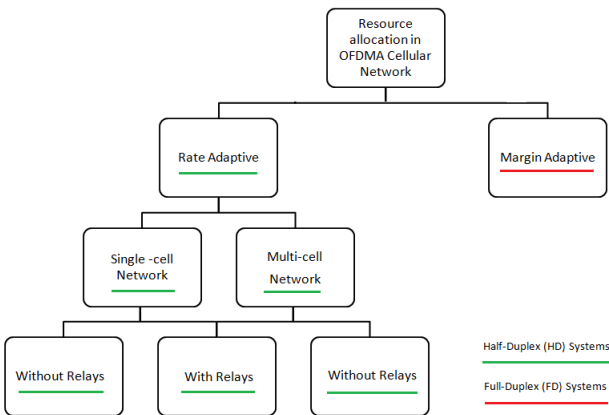 Resource
allocation in
OFDMA Cellular
Network
Rate Adaptive
Margin Adaptive
Single -cell
Network
Multi-cell
Network
Without Relays
With Relays
Without Relays
Half-Duplex (HD) Systems
Full-Duplex (FD) Systems